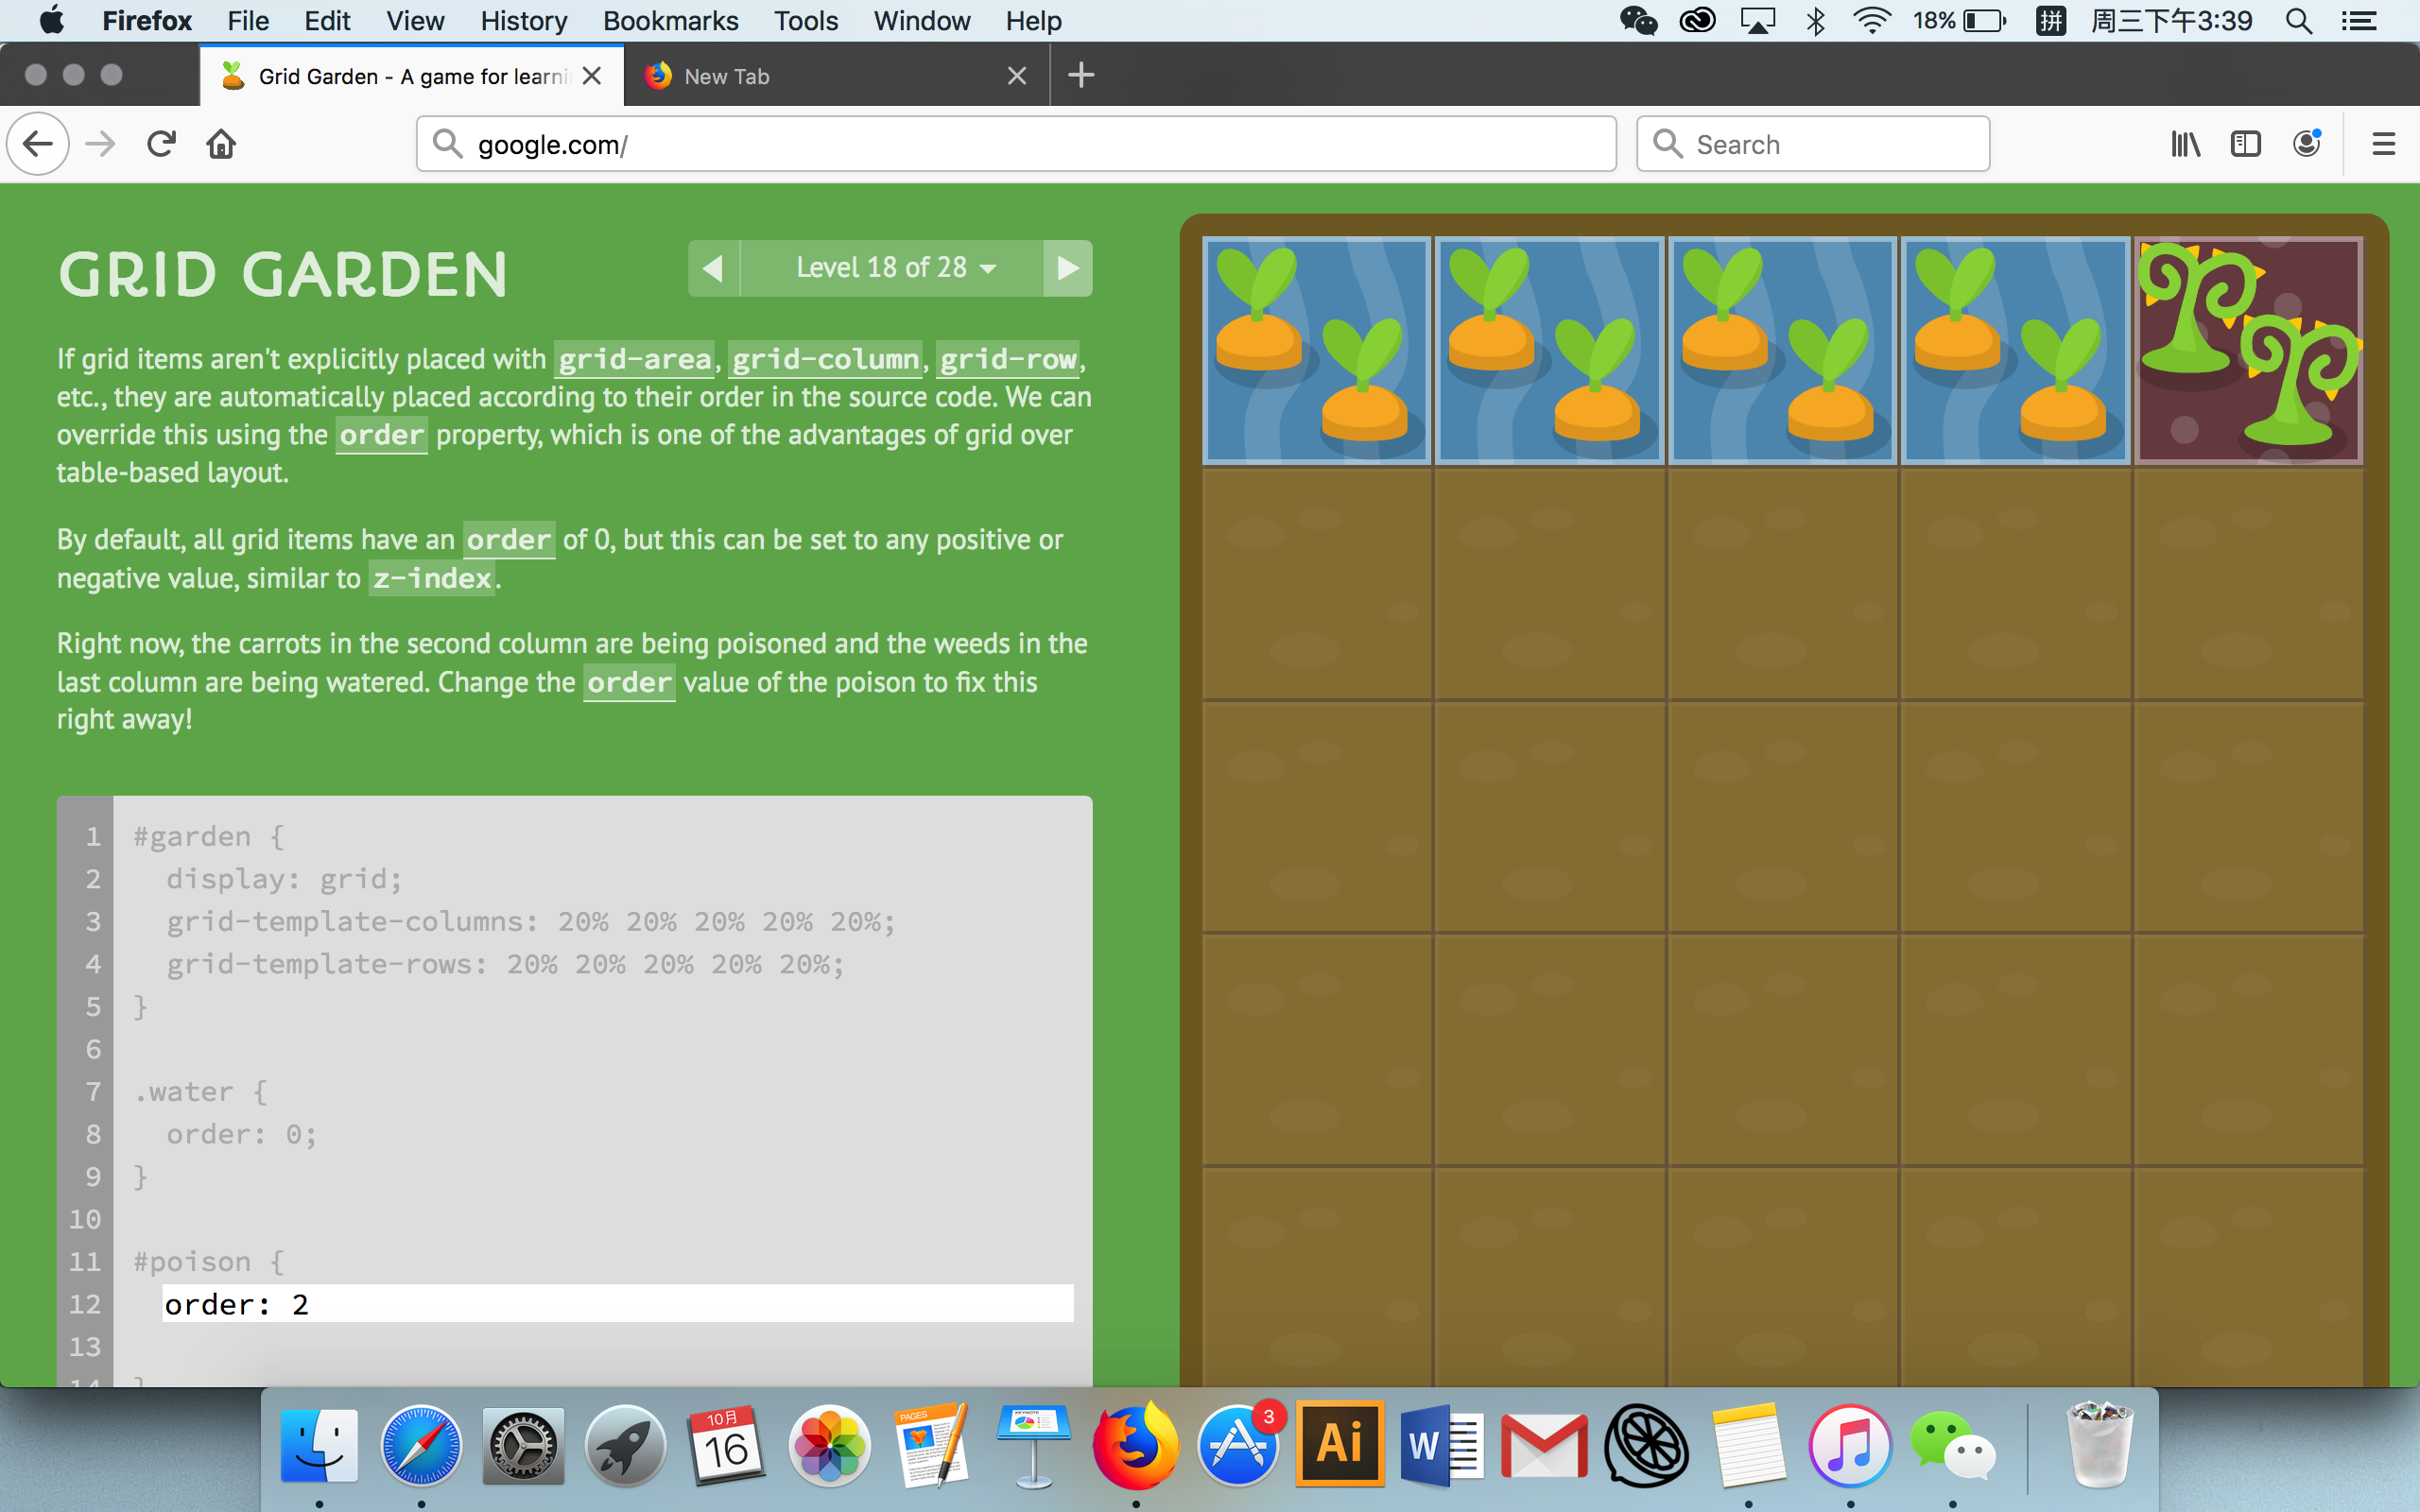 Firefox File Edit View History Bookmarks Tools Window Help 18% 拼 周三下午3:39
Grid Garden - A game for learni New Tab
google.com/ Search
GRID GARDEN
Level 18 of 28
If grid items aren't explicitly placed with grid-area, grid-column, grid-row,
etc., they are automatically placed according to their order in the source code. We can
override this using the order property, which is one of the advantages of grid over
table-based layout.
By default, all grid items have an order of 0, but this can be set to any positive or
negative value, similar to z-index.
Right now, the carrots in the second column are being poisoned and the weeds in the
last column are being watered. Change the order value of the poison to fix this
right away!
1 #garden {
2 display: grid;
3 grid-template-columns: 20% 20% 20% 20% 20%;
4 grid-template-rows: 20% 20% 20% 20% 20%;
5 }
6
7 .water {
8 order: 0;
9 }
10
11 #poison {
12 order: 2
13
14 }
10月
16
PAGES
KEYNOTE
3
Ai
W